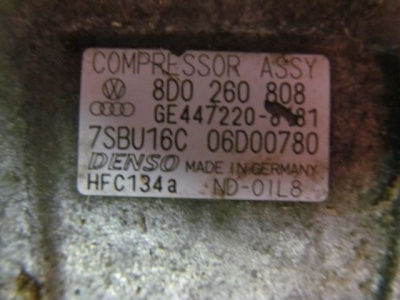 COMPRESSOR ASSY
8D0 260 808
GE447220-8181
7SBU16C 06D00780
DENSO MADE IN GERMANY
HFC134a ND-OIL8